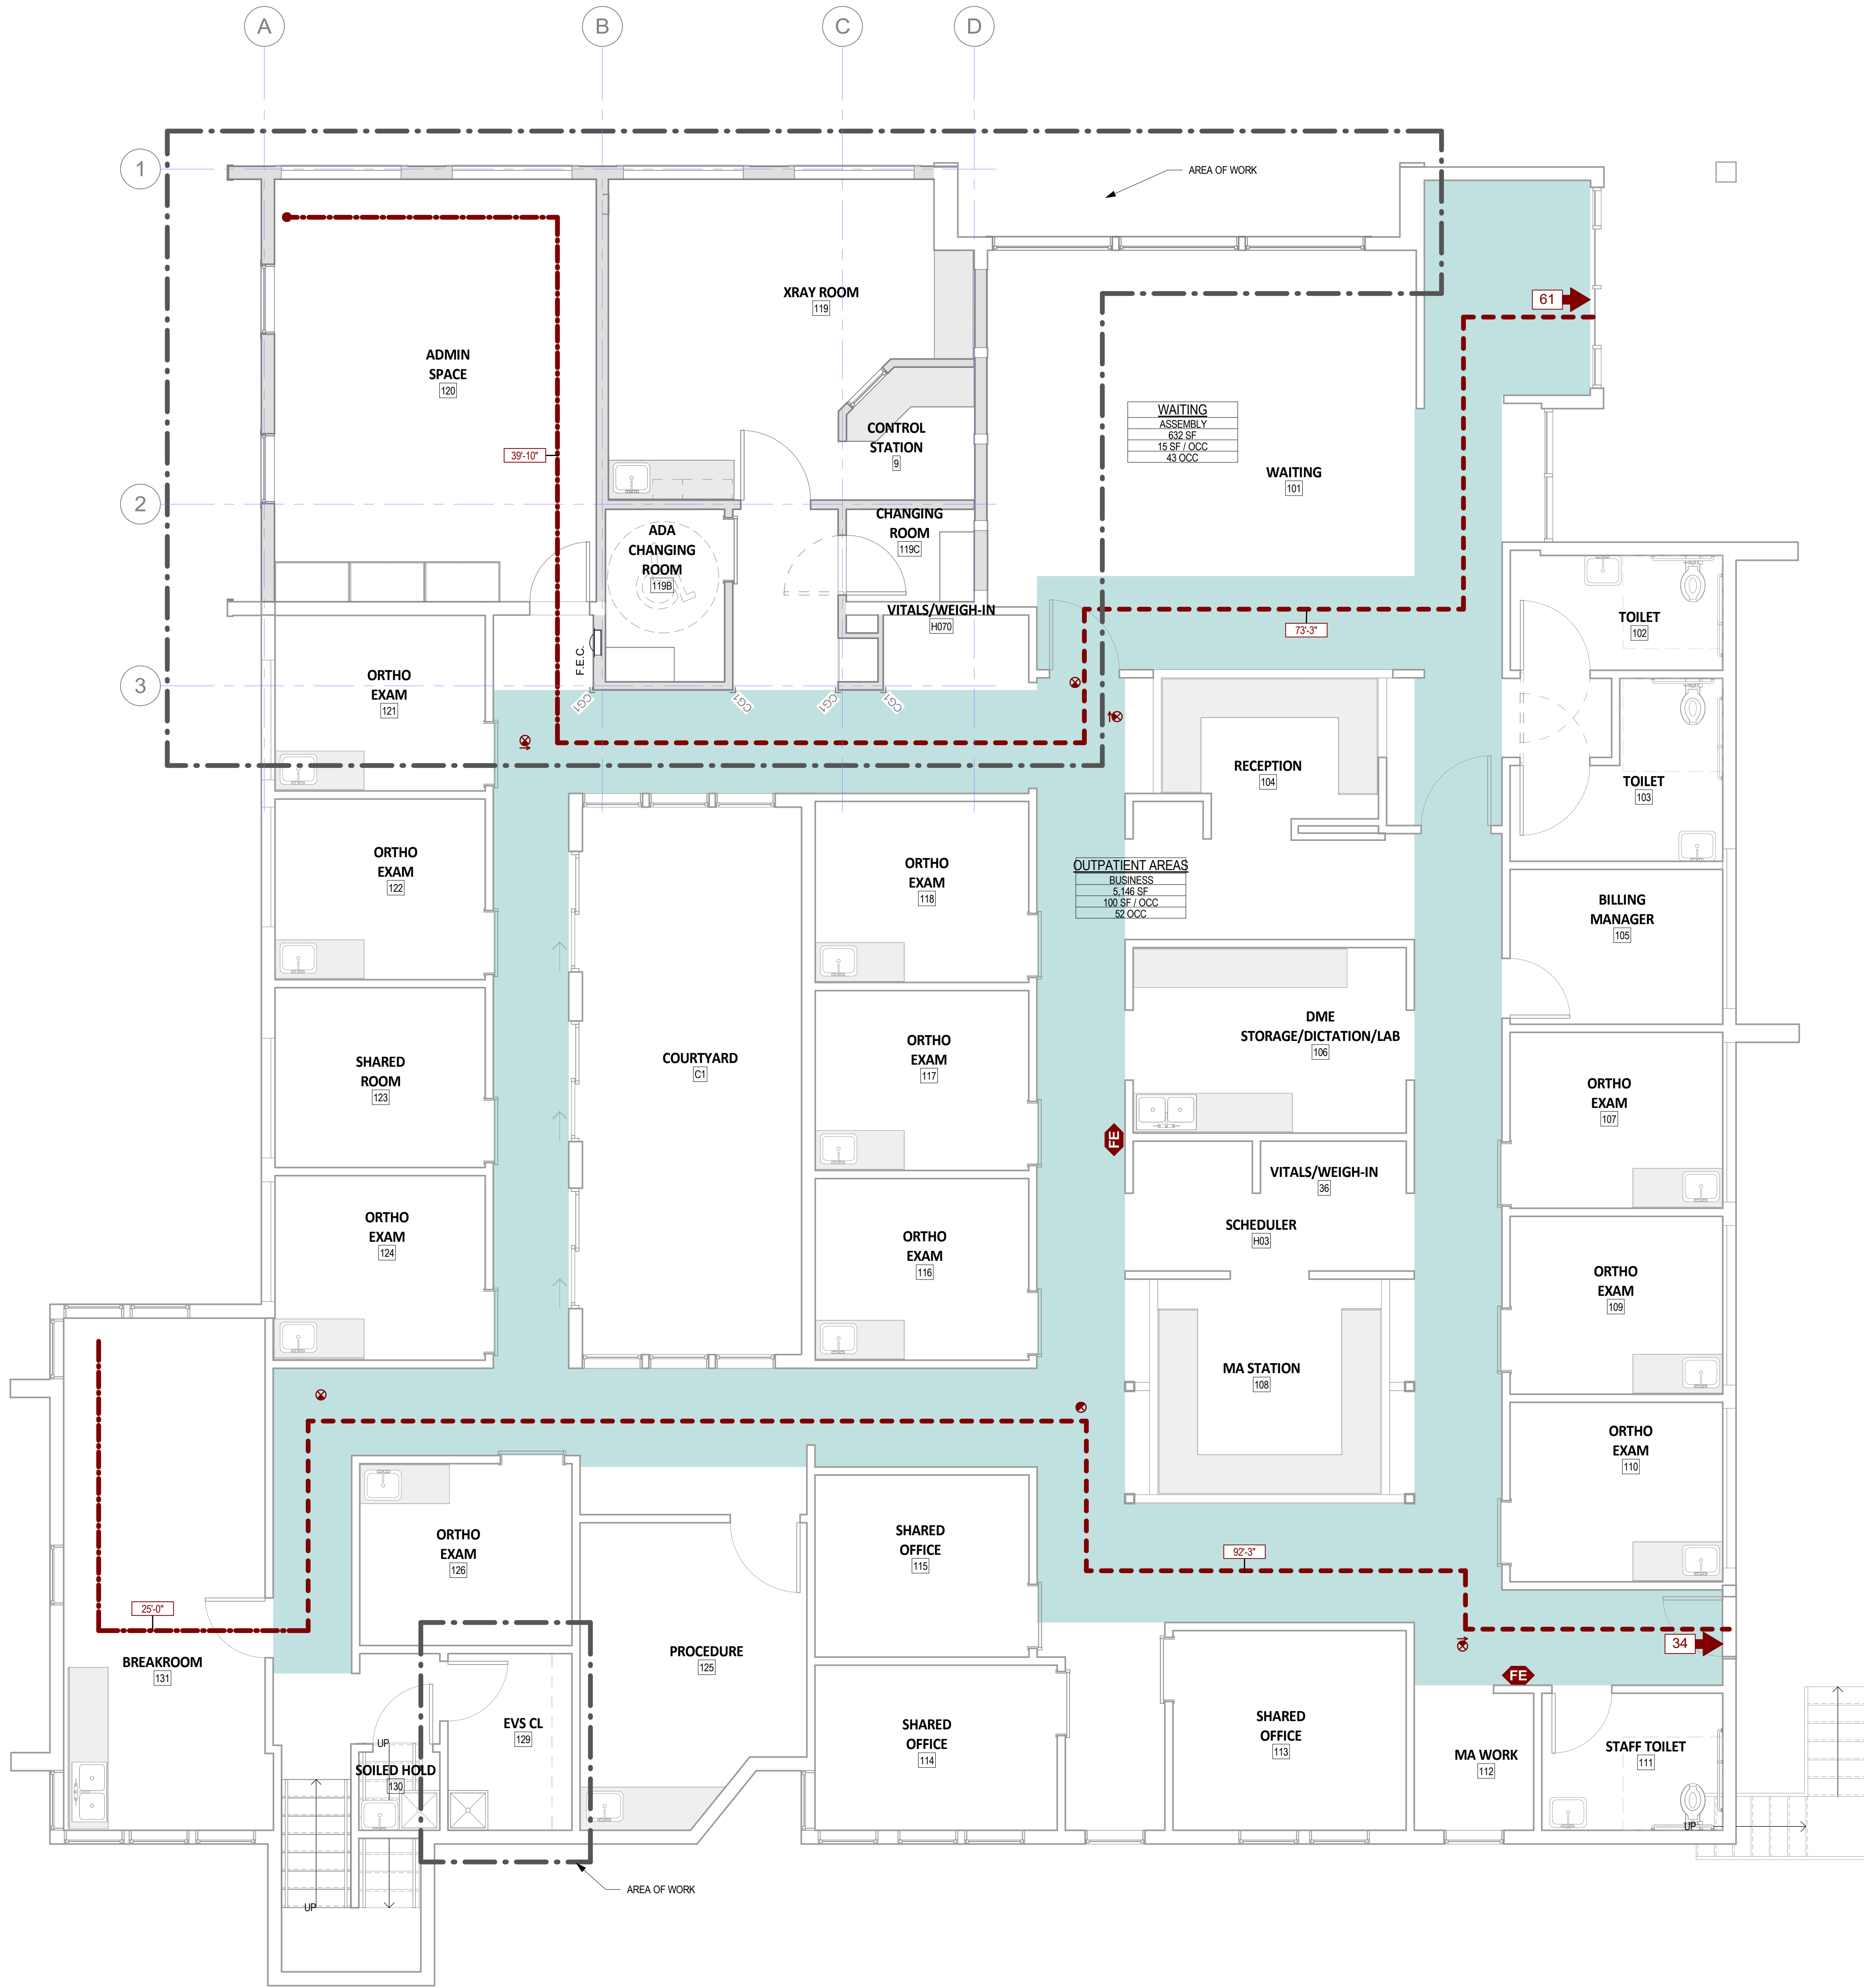 A
B
C
D
1
AREA OF WORK
XRAY ROOM
119
61
ADMIN
SPACE
120
WAITING
ASSEMBLY
632 SF
15 SF / OCC
43 OCC
CONTROL
STATION
9
39'-10"
WAITING
101
2
CHANGING
ROOM
119C
ADA
CHANGING
ROOM
119B
VITALS/WEIGH-IN
H070
TOILET
102
73'-3"
F.E.C.
ORTHO
EXAM
121
3
CG1
CG1
CG1
CG1
RECEPTION
104
TOILET
103
ORTHO
EXAM
122
ORTHO
EXAM
118
OUTPATIENT AREAS
BUSINESS
5,146 SF
100 SF / OCC
52 OCC
BILLING
MANAGER
105
DME
STORAGE/DICTATION/LAB
106
SHARED
ROOM
123
COURTYARD
C1
ORTHO
EXAM
117
ORTHO
EXAM
107
FE
VITALS/WEIGH-IN
36
ORTHO
EXAM
124
SCHEDULER
H03
ORTHO
EXAM
116
ORTHO
EXAM
109
MA STATION
108
ORTHO
EXAM
110
ORTHO
EXAM
126
SHARED
OFFICE
115
92'-3"
25'-0"
34
BREAKROOM
131
PROCEDURE
125
FE
EVS CL
129
SHARED
OFFICE
114
SHARED
OFFICE
113
UP
SOILED HOLD
130
MA WORK
112
STAFF TOILET
111
UP
AREA OF WORK
UP